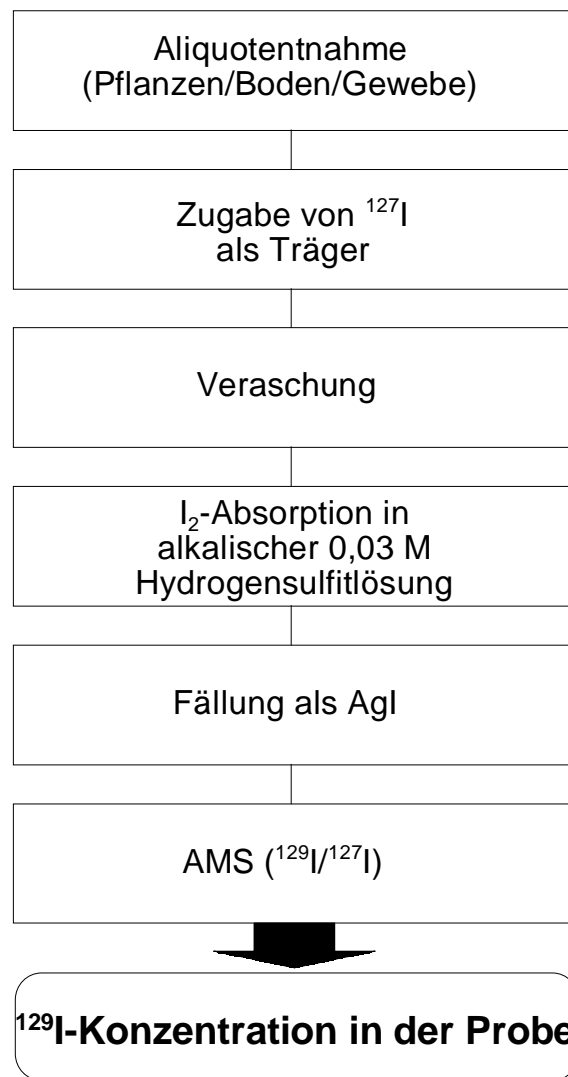 Aliquotentnahme
(Pflanzen/Boden/Gewebe)
Zugabe von ¹²⁷I
als Träger
Veraschung
I₂-Absorption in
alkalischer 0,03 M
Hydrogensulfitlösung
Fällung als AgI
AMS (¹²⁹I/¹²⁷I)
¹²⁹I-Konzentration in der Probe